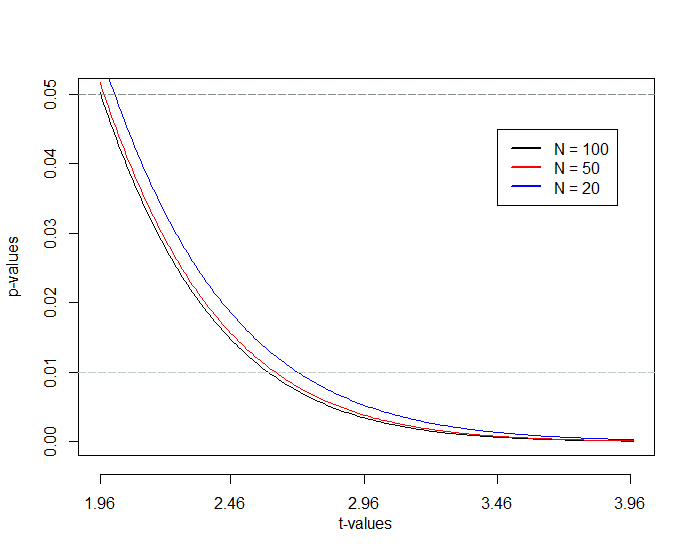 0.05
0.04
0.03
0.02
0.01
0.00
p-values
N = 100
N = 50
N = 20
1.96 2.46 2.96 3.46 3.96
t-values